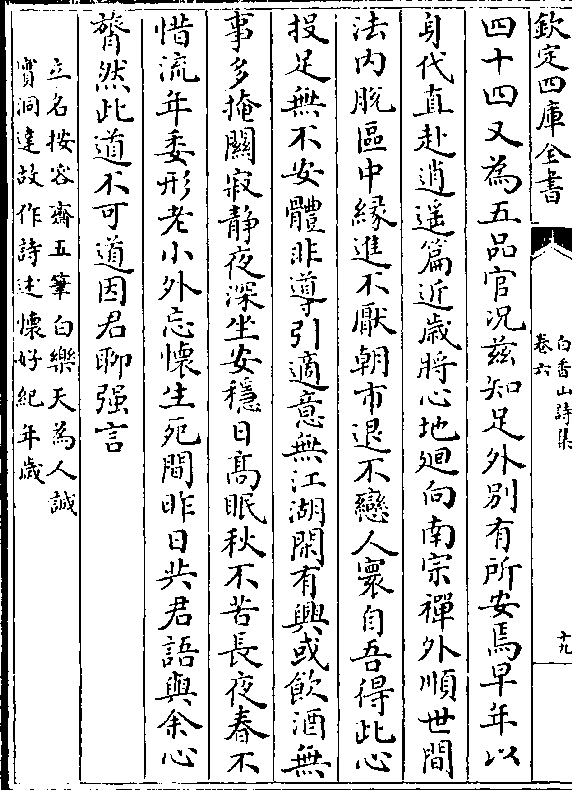 欽定四庫全書
白香山詩集
卷六
十九
四十四又為五品官况兹知足外別有所安焉早年以
身代直赴逍遥篇近歳將心地廻向南宗禪外順世間
法内脱區中縁進不厭朝市退不戀人寰自吾得此心
投足無不安體非導引適意無江湖閑有興或飲酒無
事多掩關寂靜夜深坐安穩日髙眠秋不苦長夜春不
惜流年委形老小外忘懐生死間昨日共君語與余心
膂然此道不可道因君聊强言
立名按容齋五筆白樂天為人誠
實洞達故作詩述懐好紀年歳